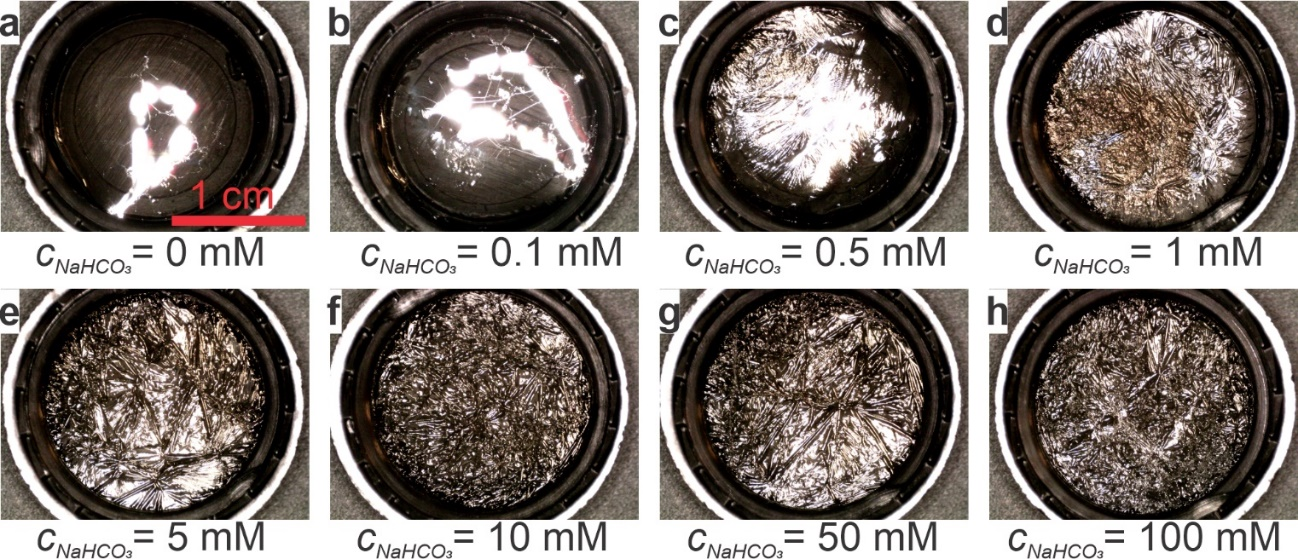 a
b
c
d
1 cm
cNaHCO₃= 0 mM
cNaHCO₃= 0.1 mM
cNaHCO₃= 0.5 mM
cNaHCO₃= 1 mM
e
f
g
h
cNaHCO₃= 5 mM
cNaHCO₃= 10 mM
cNaHCO₃= 50 mM
cNaHCO₃= 100 mM